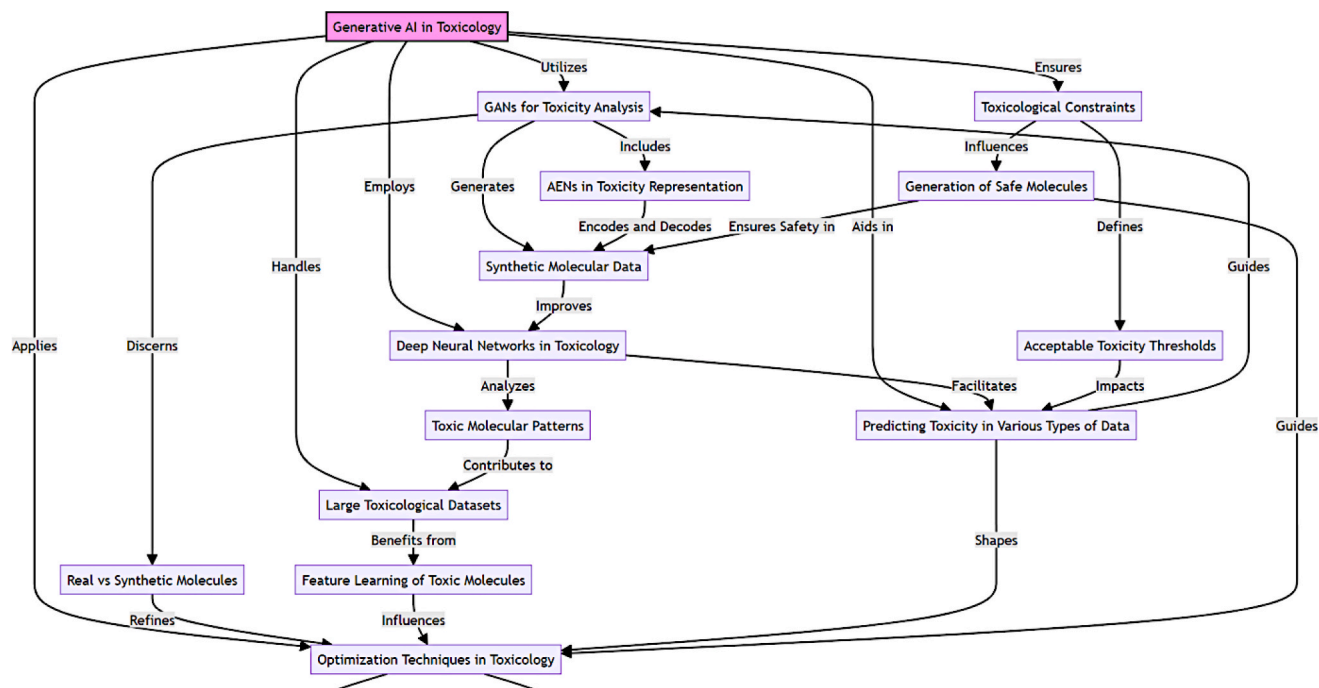 Generative AI in Toxicology
Utilizes
Ensures
GANs for Toxicity Analysis
Toxicological Constraints
Includes
Influences
Employs
Generates
AENs in Toxicity Representation
Generation of Safe Molecules
Encodes and Decodes
Ensures Safety in
Aids in
Defines
Handles
Synthetic Molecular Data
Guides
Improves
Applies
Discerns
Deep Neural Networks in Toxicology
Acceptable Toxicity Thresholds
Analyzes
Facilitates
Impacts
Toxic Molecular Patterns
Predicting Toxicity in Various Types of Data
Guides
Contributes to
Large Toxicological Datasets
Benefits from
Shapes
Real vs Synthetic Molecules
Feature Learning of Toxic Molecules
Refines
Influences
Optimization Techniques in Toxicology